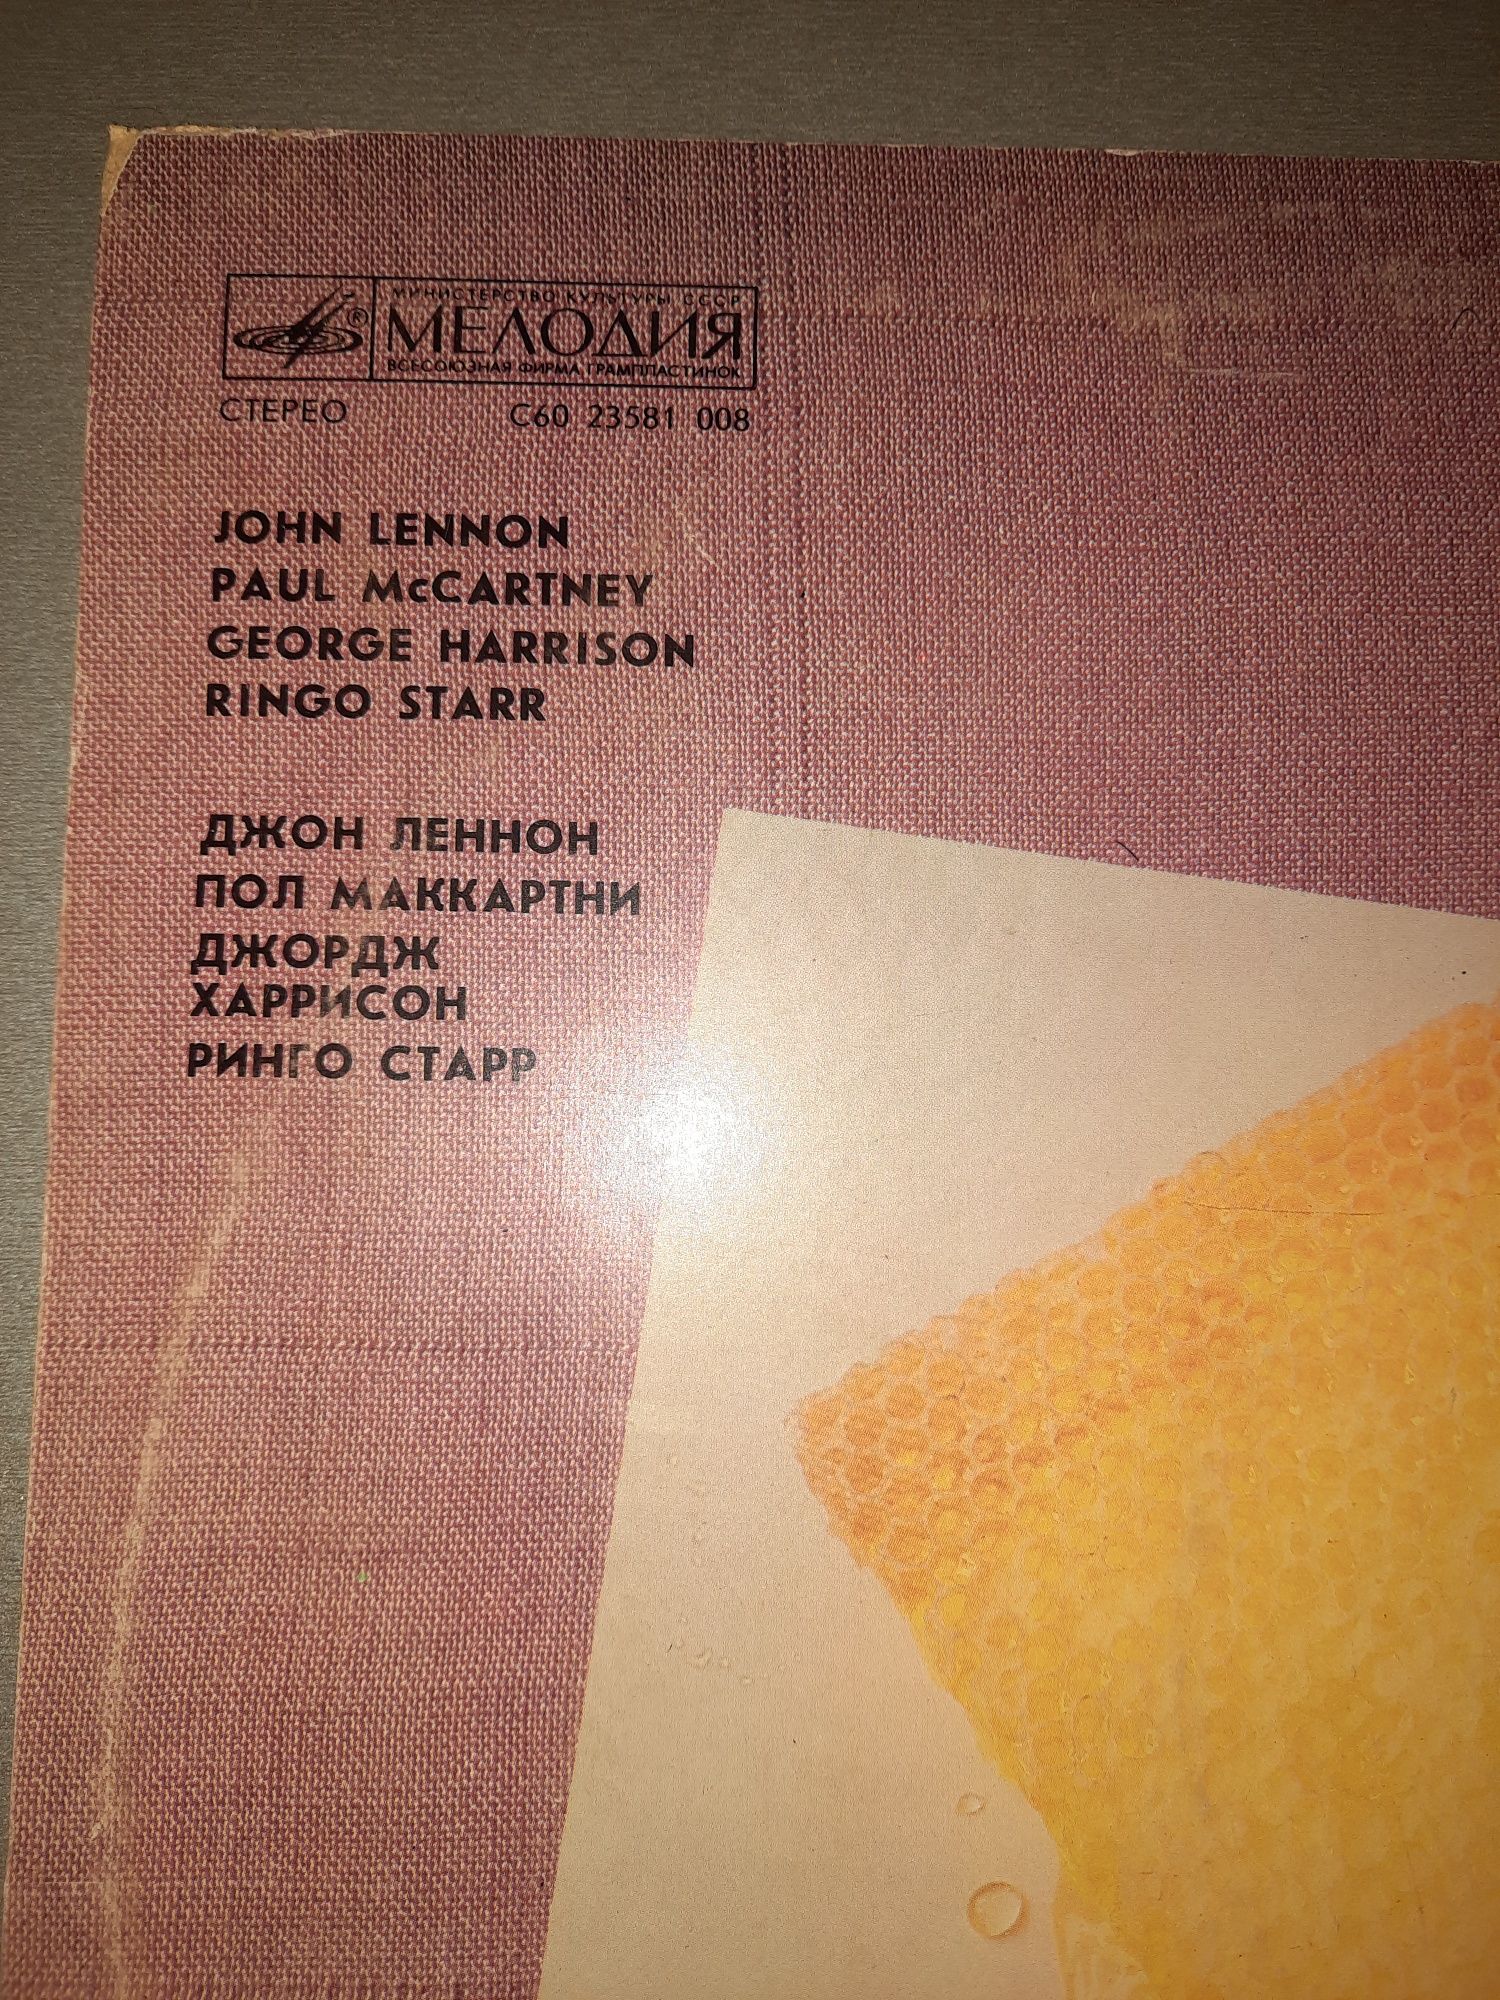 МИНИСТЕРСТВО КУЛЬТУРЫ СССР
МЕЛОДИЯ
ВСЕСОЮЗНАЯ ФИРМА ГРАМПЛАСТИНОК
®
СТЕРЕО С60 23581 008
JOHN LENNON
PAUL McCARTNEY
GEORGE HARRISON
RINGO STARR
ДЖОН ЛЕННОН
ПОЛ МАККАРТНИ
ДЖОРДЖ
ХАРРИСОН
РИНГО СТАРР